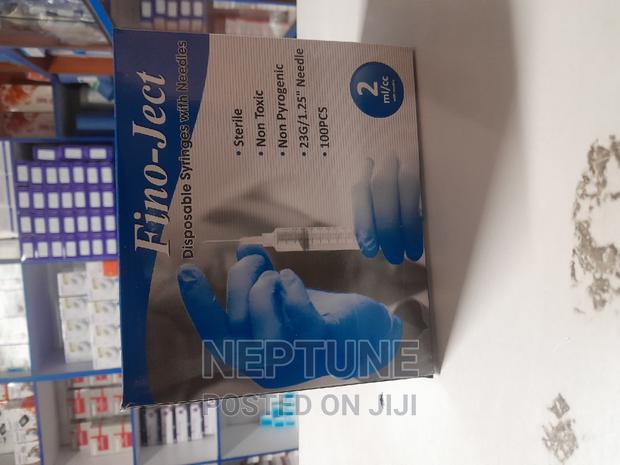 Fino-Ject
Disposable Syringes with Needles
• Sterile
• Non Toxic
• Non Pyrogenic
• 23G/1.25" Needle
• 100PCS
2
ml/cc
NEPTUNE
POSTED ON JIJI